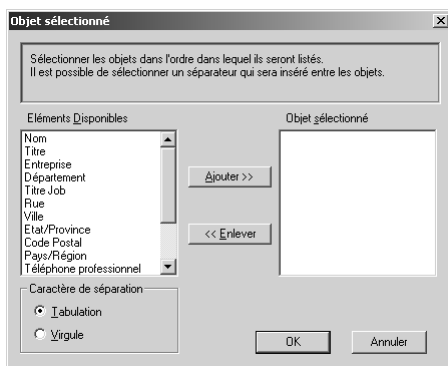 Objet sélectionné
Sélectionner les objets dans l'ordre dans lequel ils seront listés.
Il est possible de sélectionner un séparateur qui sera inséré entre les objets.
Eléments Disponibles
Nom
Titre
Entreprise
Département
Titre Job
Rue
Ville
Etat/Province
Code Postal
Pays/Région
Téléphone professionnel
Ajouter >>
<< Enlever
Objet sélectionné
Caractère de séparation
Tabulation
Virgule
OK
Annuler